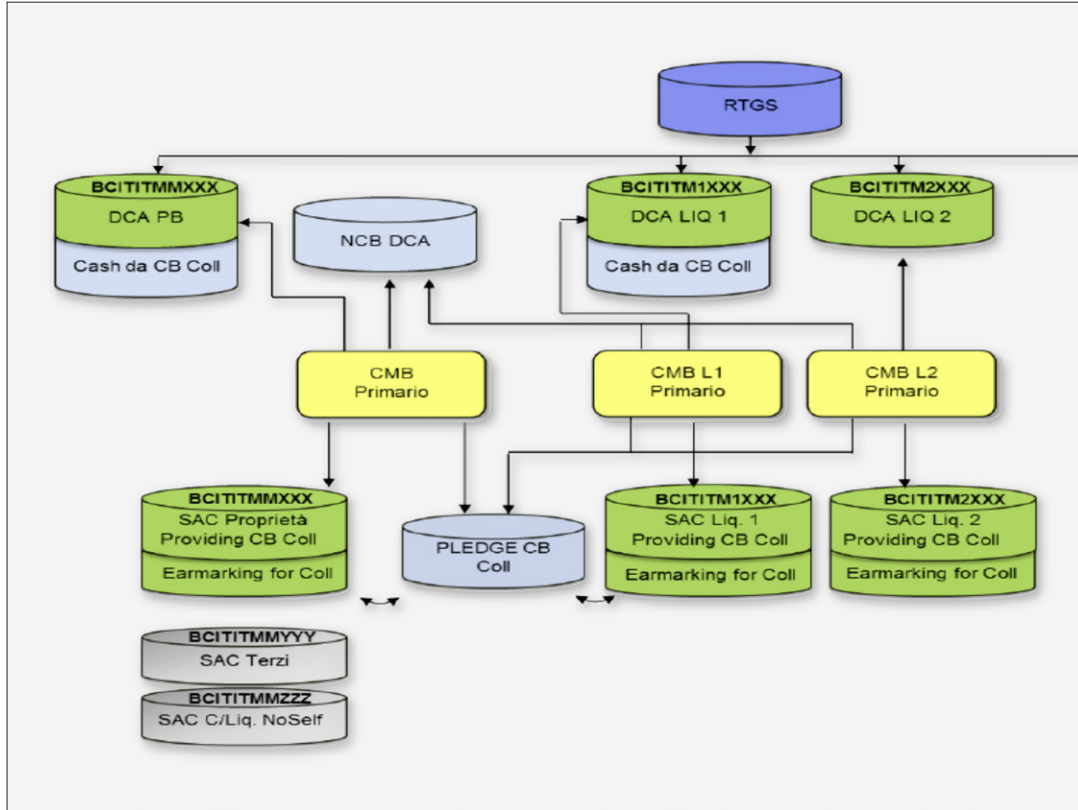 RTGS
BCITITMMXXX
DCA PB
Cash da CB Coll
NCB DCA
BCITITM1XXX
DCA LIQ 1
Cash da CB Coll
BCITITM2XXX
DCA LIQ 2
CMB
Primario
CMB L1
Primario
CMB L2
Primario
BCITITMMXXX
SAC Proprietà
Providing CB Coll
Earmarking for Coll
PLEDGE CB
Coll
BCITITM1XXX
SAC Liq. 1
Providing CB Coll
Earmarking for Coll
BCITITM2XXX
SAC Liq. 2
Providing CB Coll
Earmarking for Coll
BCITITMMYYY
SAC Terzi
BCITITMMZZZ
SAC C/Liq. NoSelf